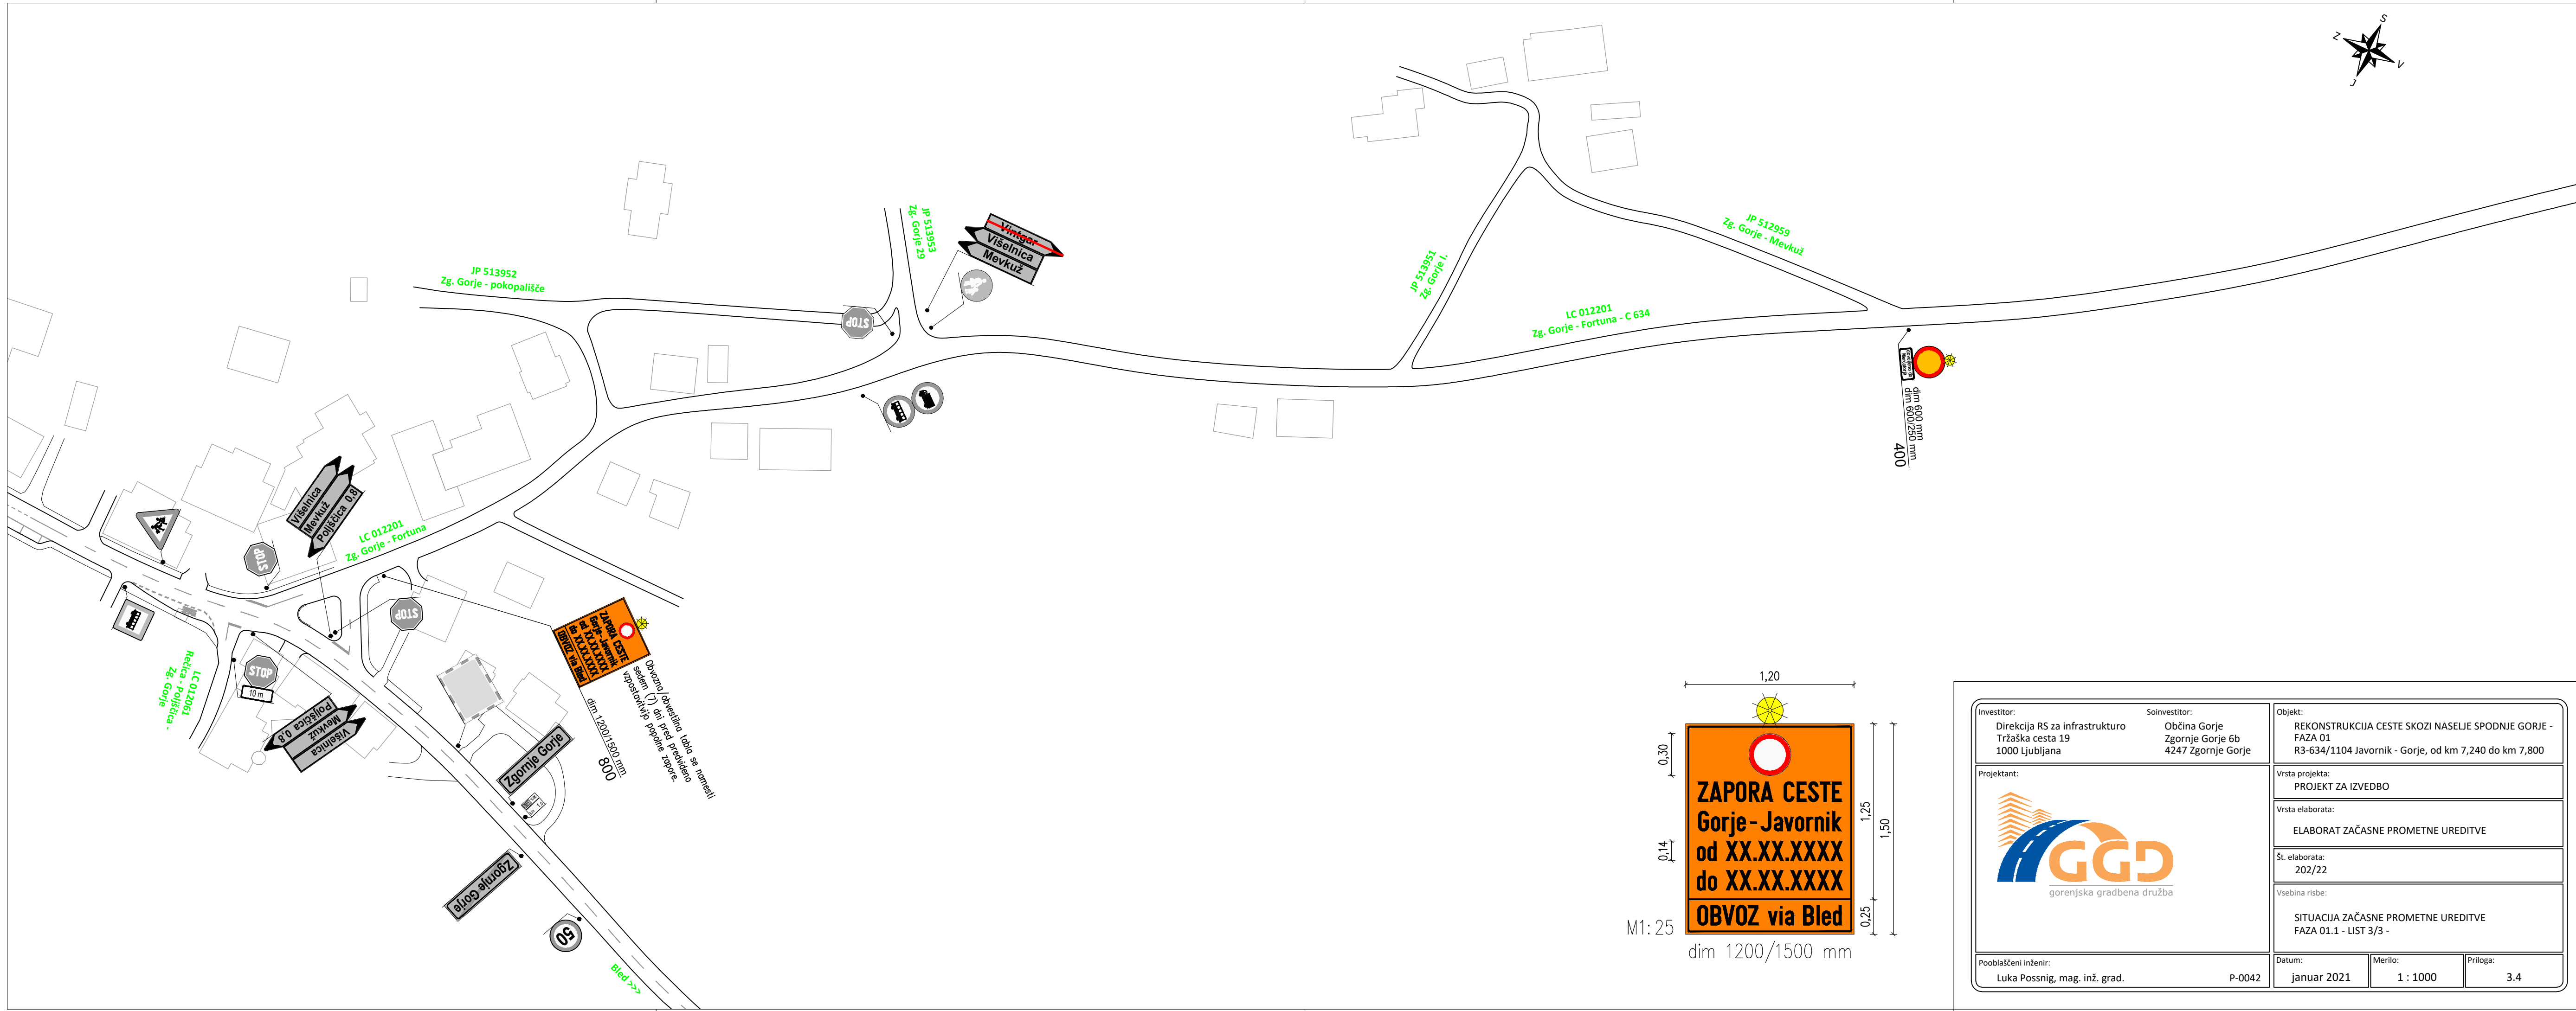 S
Z
V
J
JP 513952
Zg. Gorje - pokopališče
JP 513953
Zg. Gorje 29
Vintgar
Višelnica
Mevkuž
STOP
JP 513951
Zg. Gorje I.
JP 512959
Zg. Gorje - Mevkuž
LC 012201
Zg. Gorje - Fortuna - C 634
dim 600 mm
dim 600/250 mm
400
Višelnica
Mevkuž
Poljščica 0,8
STOP
LC 012201
Zg. Gorje - Fortuna
STOP
LC 012061
Rečica - Poljščica -
Zg. Gorje
STOP
10 m
Poljščica 0,8
Mevkuž
Višelnica
ZAPORA CESTE
Gorje-Javornik
od XX.XX.XXXX
do XX.XX.XXXX
OBVOZ via Bled
dim 1200/1500 mm
800
Obvozna/obvestilna tabla se namesti
sedem (7) dni pred predvideno
vzpostavitvijo popolne zapore.
Zgornje Gorje
Zgornje Gorje
50
Bled >>>
1,20
0,30
0,14
1,25
1,50
0,25
ZAPORA CESTE
Gorje-Javornik
od XX.XX.XXXX
do XX.XX.XXXX
OBVOZ via Bled
M1:25
dim 1200/1500 mm
Investitor:
Direkcija RS za infrastrukturo
Tržaška cesta 19
1000 Ljubljana
Soinvestitor:
Občina Gorje
Zgornje Gorje 6b
4247 Zgornje Gorje
Objekt:
REKONSTRUKCIJA CESTE SKOZI NASELJE SPODNJE GORJE -
FAZA 01
R3-634/1104 Javornik - Gorje, od km 7,240 do km 7,800
Projektant:
GGD
gorenjska gradbena družba
Vrsta projekta:
PROJEKT ZA IZVEDBO
Vrsta elaborata:
ELABORAT ZAČASNE PROMETNE UREDITVE
Št. elaborata:
202/22
Vsebina risbe:
SITUACIJA ZAČASNE PROMETNE UREDITVE
FAZA 01.1 - LIST 3/3 -
Pooblaščeni inženir:
Luka Possnig, mag. inž. grad.
P-0042
Datum:
januar 2021
Merilo:
1 : 1000
Priloga:
3.4